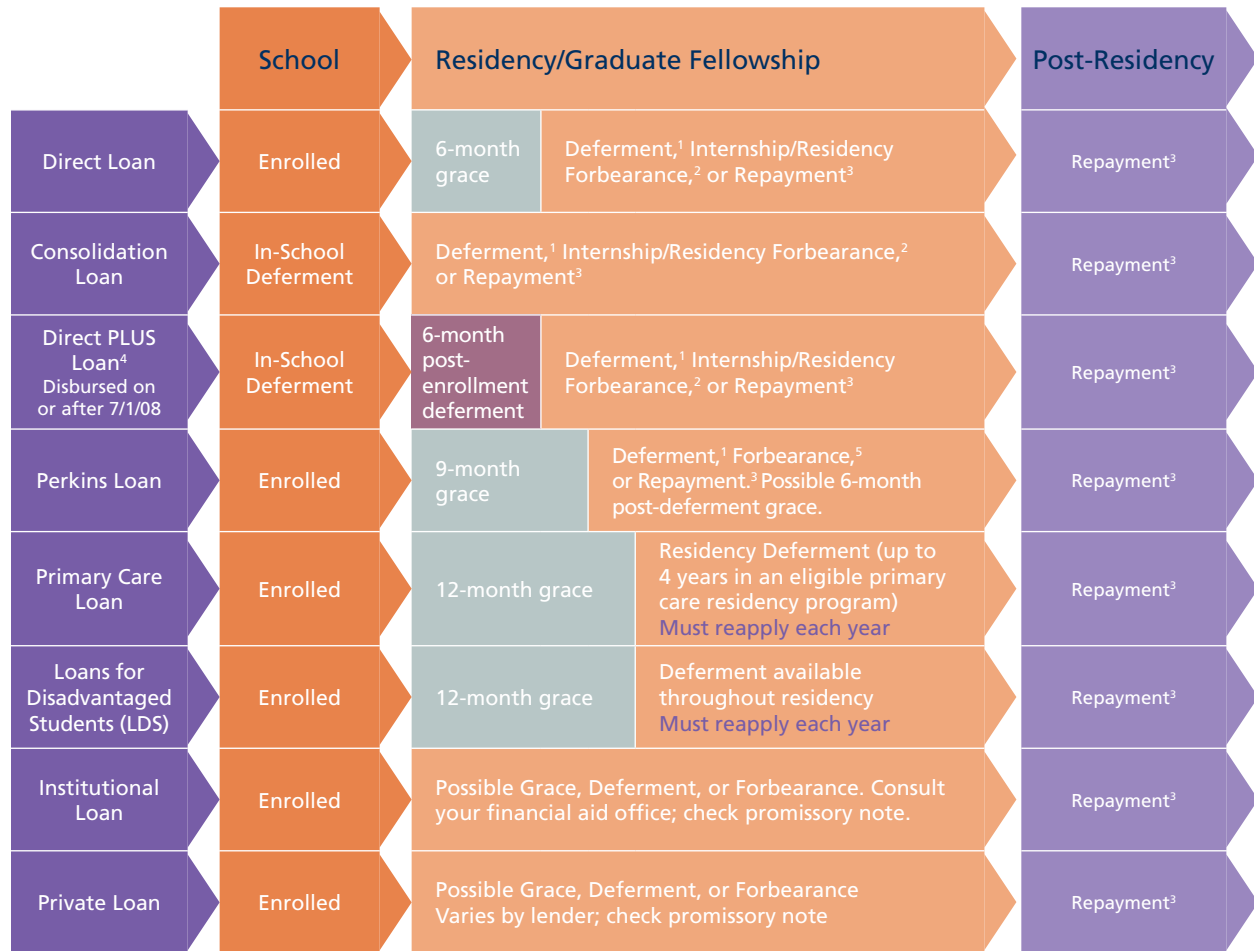 School
Residency/Graduate Fellowship
Post-Residency
Direct Loan
Enrolled
6-month
grace
Deferment,¹ Internship/Residency
Forbearance,² or Repayment³
Repayment³
Consolidation
Loan
In-School
Deferment
Deferment,¹ Internship/Residency Forbearance,²
or Repayment³
Repayment³
Direct PLUS
Loan⁴
Disbursed on
or after 7/1/08
In-School
Deferment
6-month
post-
enrollment
deferment
Deferment,¹ Internship/Residency
Forbearance,² or Repayment³
Repayment³
Perkins Loan
Enrolled
9-month
grace
Deferment,¹ Forbearance,⁵
or Repayment.³ Possible 6-month
post-deferment grace.
Repayment³
Primary Care
Loan
Enrolled
12-month grace
Residency Deferment (up to
4 years in an eligible primary
care residency program)
Must reapply each year
Repayment³
Loans for
Disadvantaged
Students (LDS)
Enrolled
12-month grace
Deferment available
throughout residency
Must reapply each year
Repayment³
Institutional
Loan
Enrolled
Possible Grace, Deferment, or Forbearance. Consult
your financial aid office; check promissory note.
Repayment³
Private Loan
Enrolled
Possible Grace, Deferment, or Forbearance
Varies by lender; check promissory note
Repayment³